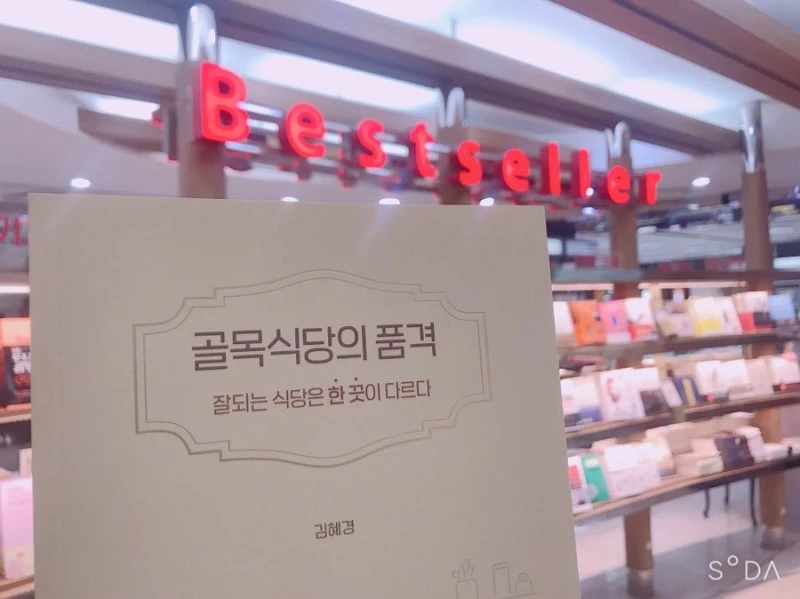 Bestseller
골목식당의 품격
잘되는 식당은 한 끗이 다르다
김혜경
SODA